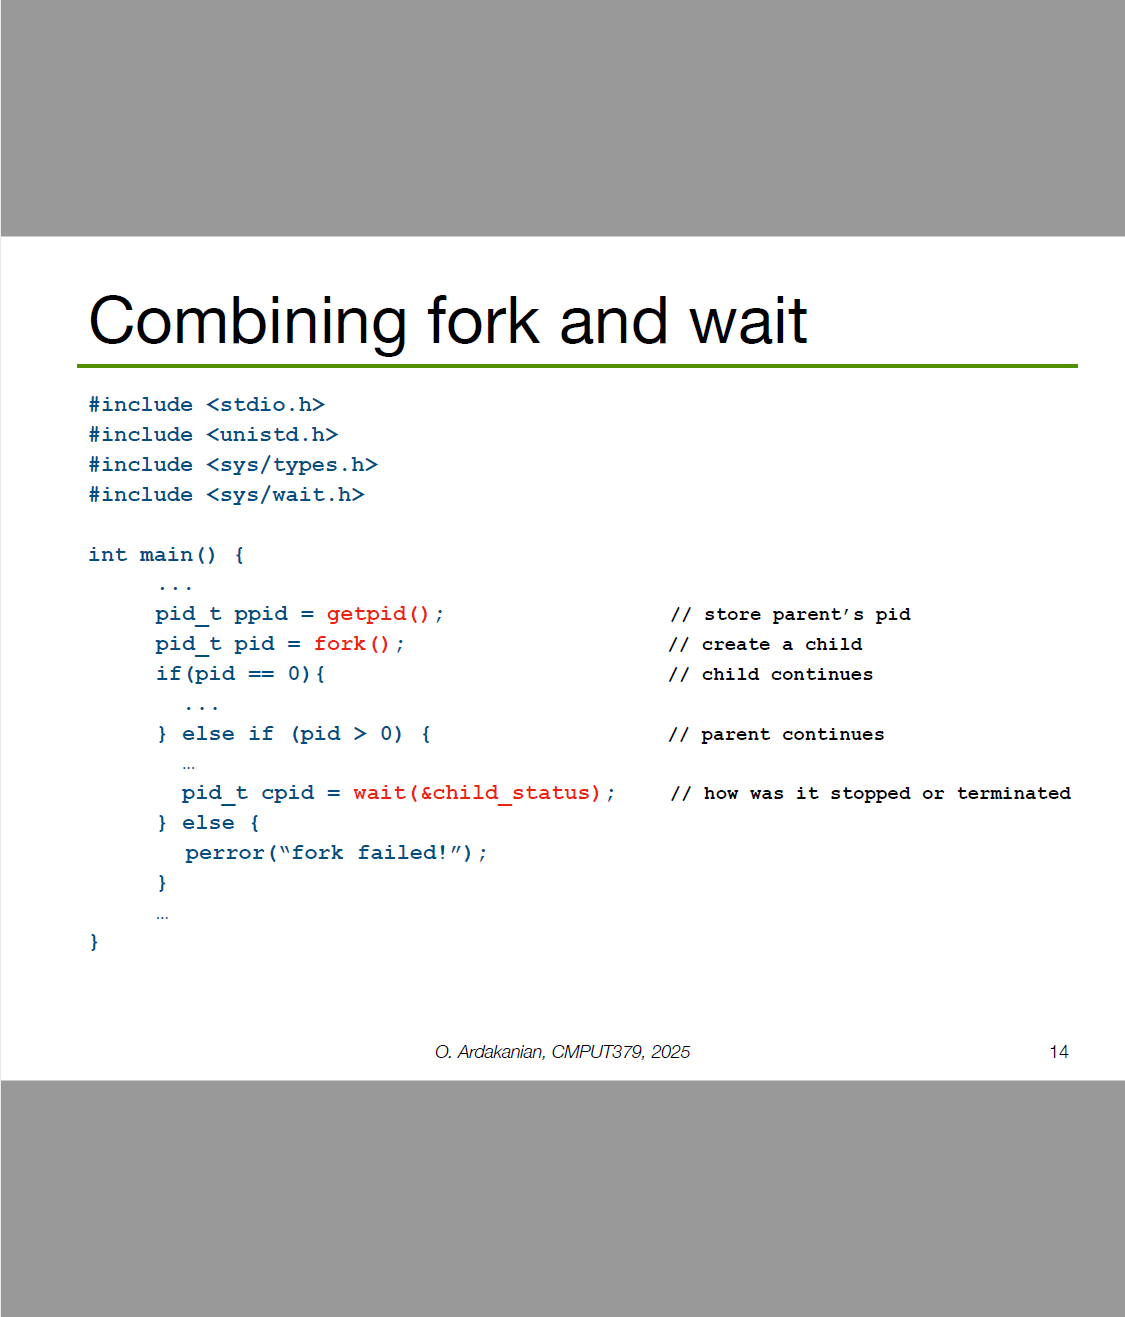 Combining fork and wait
#include <stdio.h>
#include <unistd.h>
#include <sys/types.h>
#include <sys/wait.h>
int main() {
...
pid_t ppid = getpid(); // store parent’s pid
pid_t pid = fork(); // create a child
if(pid == 0){ // child continues
...
} else if (pid > 0) { // parent continues
…
pid_t cpid = wait(&child_status); // how was it stopped or terminated
} else {
perror(“fork failed!”);
}
…
}
O. Ardakanian, CMPUT379, 2025 14